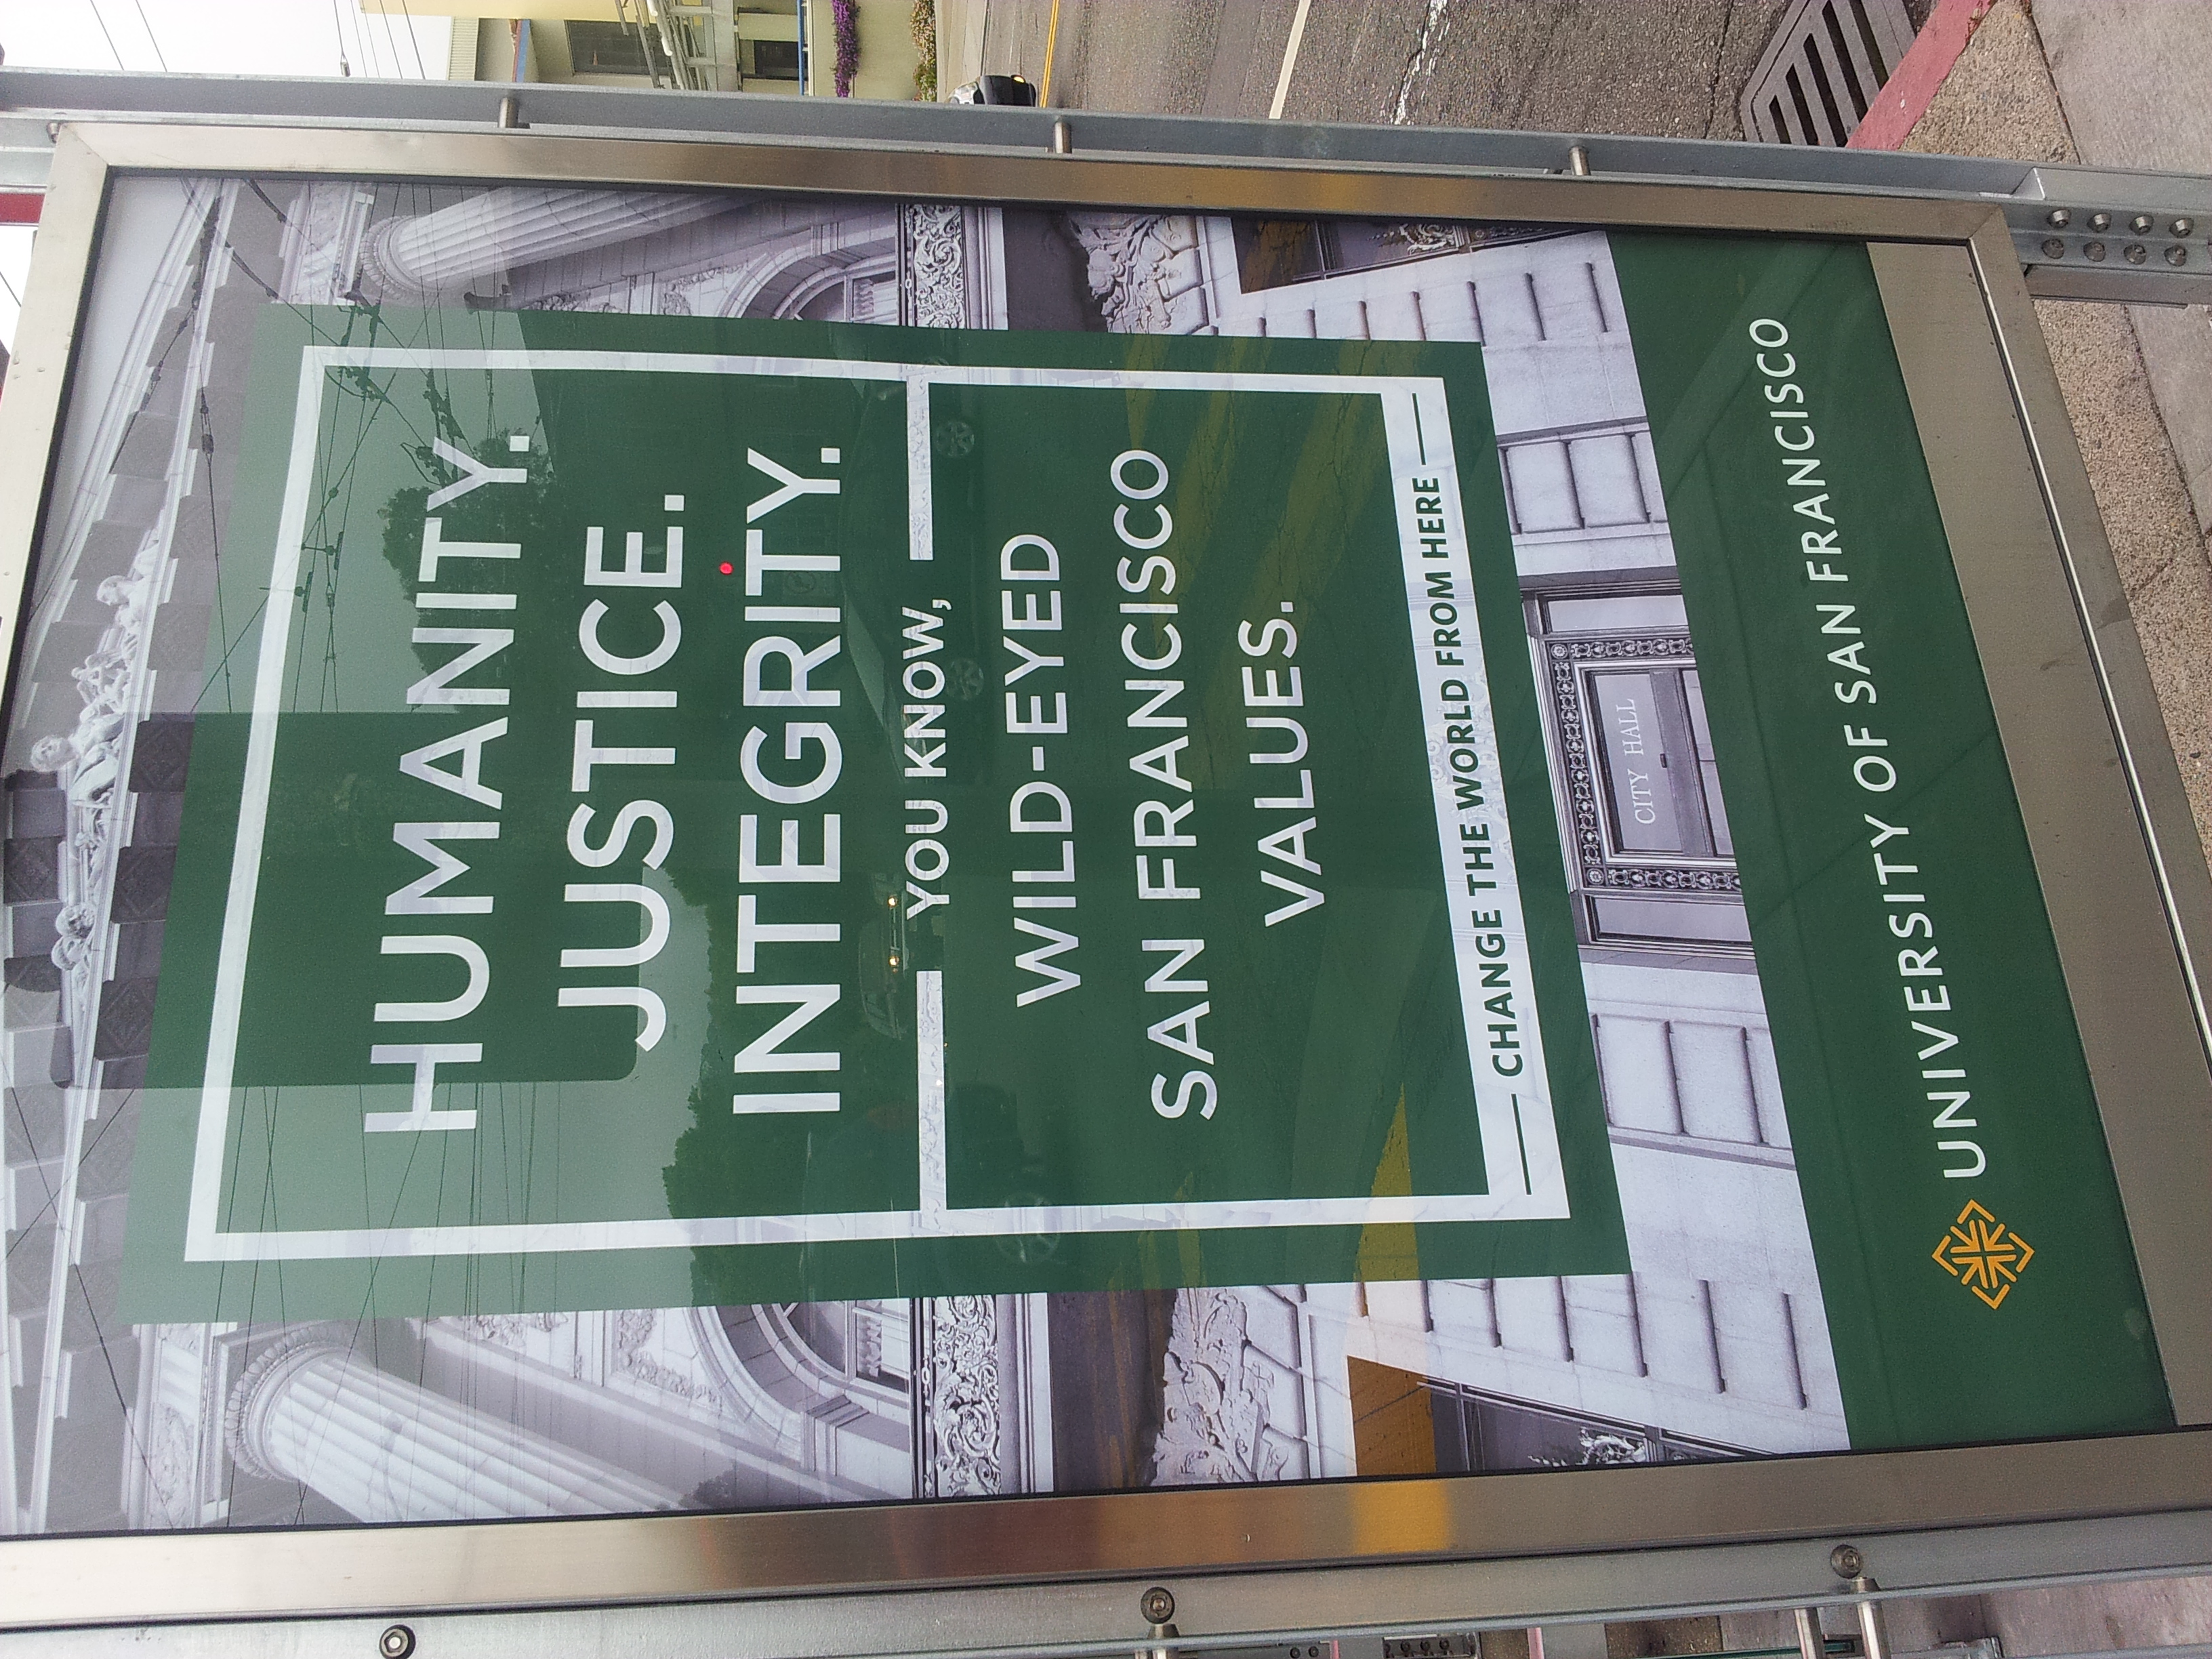 HUMANITY.
JUSTICE.
INTEGRITY.
YOU KNOW,
WILD-EYED
SAN FRANCISCO
VALUES.
CHANGE THE WORLD FROM HERE
CITY HALL
UNIVERSITY OF SAN FRANCISCO